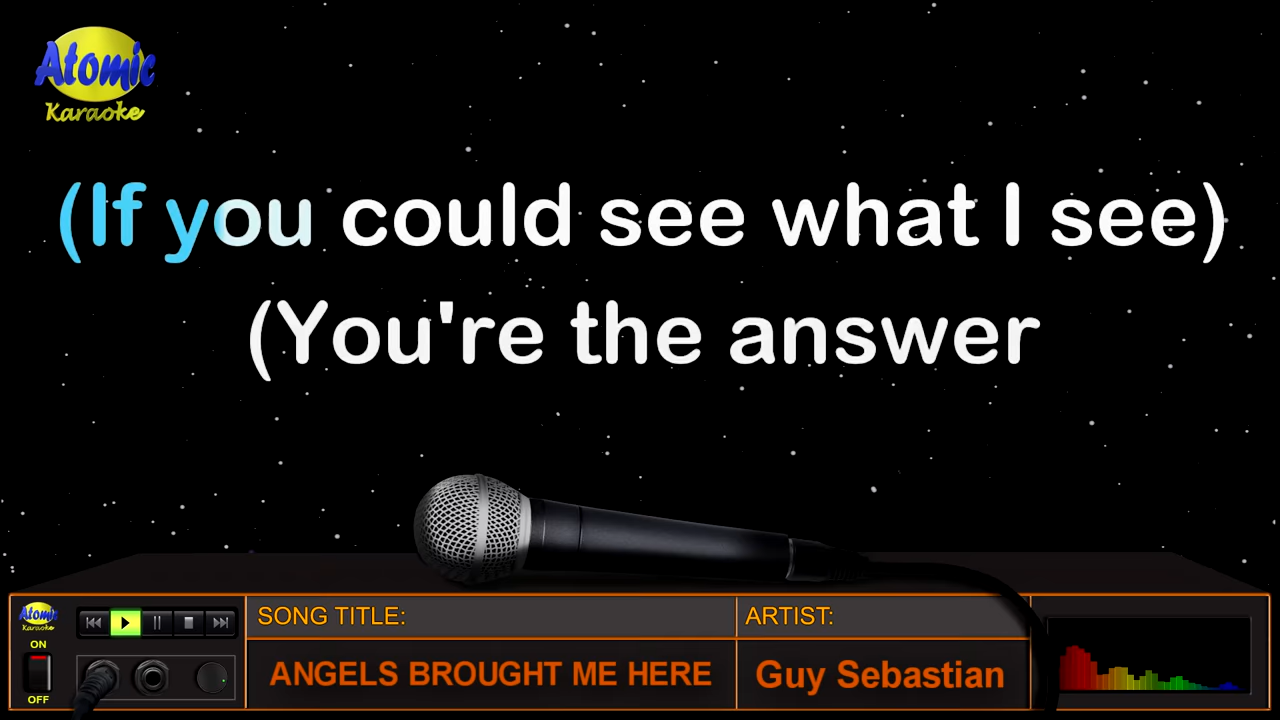 Atomic
Karaoke
(If you could see what I see)
(You're the answer
Atomic
Karaoke
ON
OFF
SONG TITLE:
ARTIST:
ANGELS BROUGHT ME HERE
Guy Sebastian